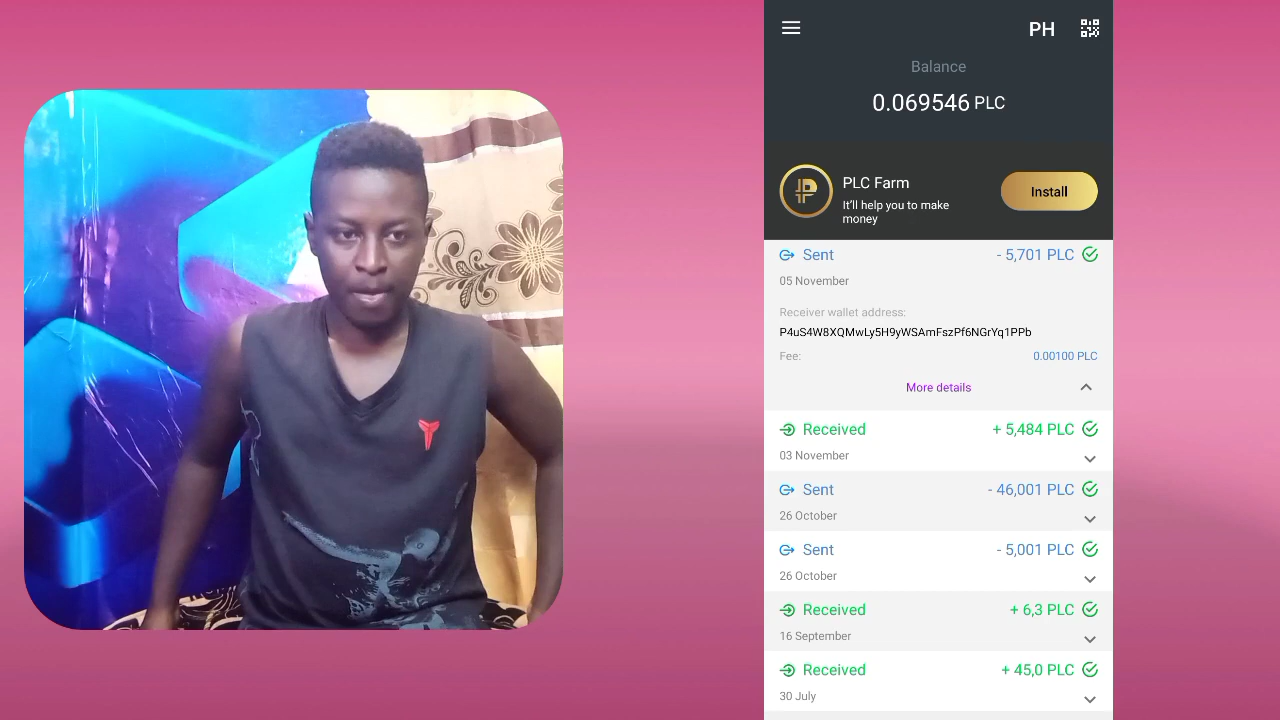 PH
Balance
0.069546 PLC
PLC Farm
It'll help you to make
money
Install
Sent - 5,701 PLC
05 November
Receiver wallet address:
P4uS4W8XQMwLy5H9yWSAmFszPf6NGrYq1PPb
Fee: 0.00100 PLC
More details
Received + 5,484 PLC
03 November
Sent - 46,001 PLC
26 October
Sent - 5,001 PLC
26 October
Received + 6,3 PLC
16 September
Received + 45,0 PLC
30 July